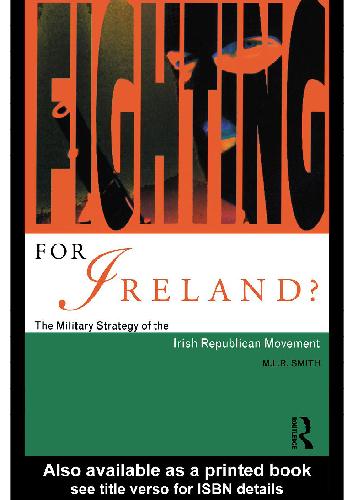 FIGHTING
FOR IRELAND?
The Military Strategy of the
Irish Republican Movement
M.L.R. SMITH
ROUTLEDGE
Also available as a printed book
see title verso for ISBN details